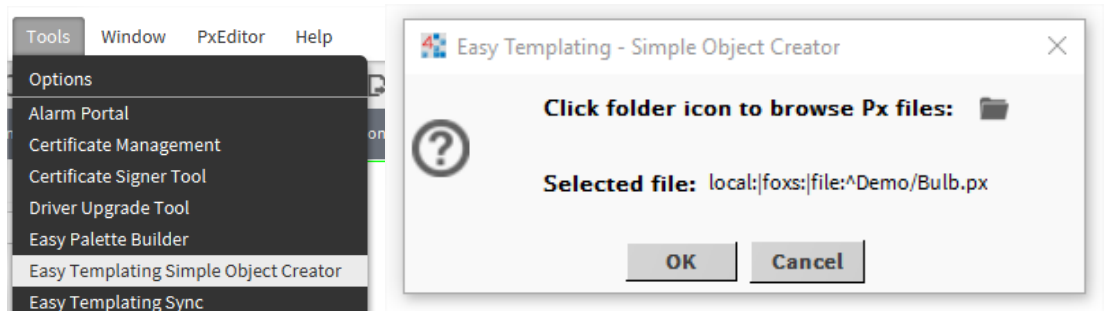 Tools Window PxEditor Help
Options
Alarm Portal
Certificate Management
Certificate Signer Tool
Driver Upgrade Tool
Easy Palette Builder
Easy Templating Simple Object Creator
Easy Templating Sync
Easy Templating - Simple Object Creator
Click folder icon to browse Px files:
Selected file: local:|foxs:|file:^Demo/Bulb.px
OK Cancel